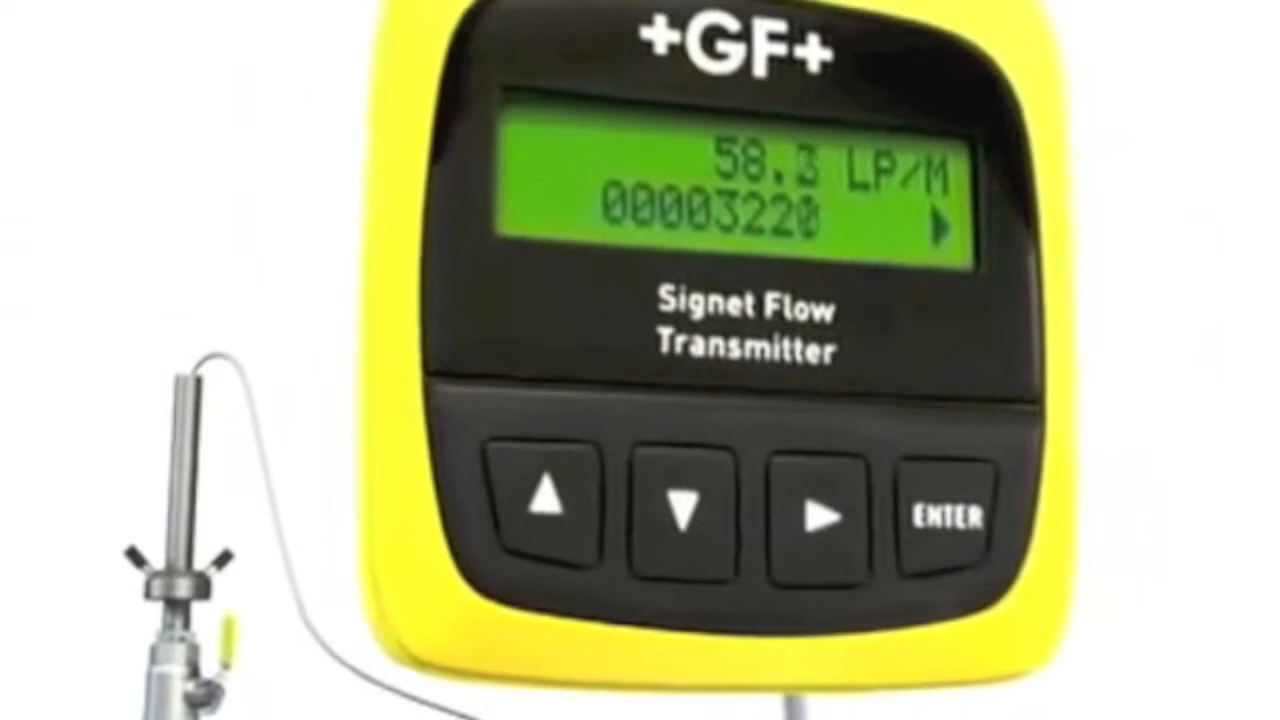 +GF+
58.3 LP/M
00003220
Signet Flow
Transmitter
ENTER